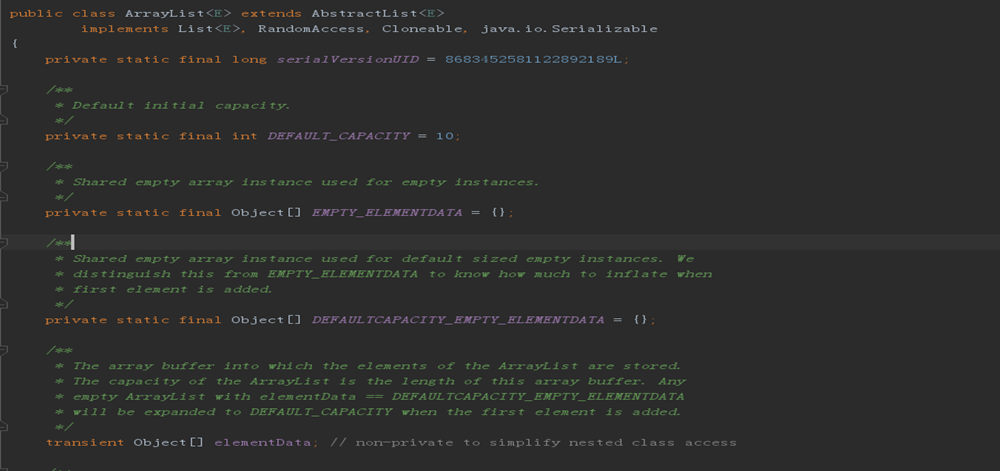 public class ArrayList<E> extends AbstractList<E>
        implements List<E>, RandomAccess, Cloneable, java.io.Serializable
{
    private static final long serialVersionUID = 8683452581122892189L;
    /**
     * Default initial capacity.
     */
    private static final int DEFAULT_CAPACITY = 10;
    /**
     * Shared empty array instance used for empty instances.
     */
    private static final Object[] EMPTY_ELEMENTDATA = {};
    /**
     * Shared empty array instance used for default sized empty instances. We
     * distinguish this from EMPTY_ELEMENTDATA to know how much to inflate when
     * first element is added.
     */
    private static final Object[] DEFAULTCAPACITY_EMPTY_ELEMENTDATA = {};
    /**
     * The array buffer into which the elements of the ArrayList are stored.
     * The capacity of the ArrayList is the length of this array buffer. Any
     * empty ArrayList with elementData == DEFAULTCAPACITY_EMPTY_ELEMENTDATA
     * will be expanded to DEFAULT_CAPACITY when the first element is added.
     */
    transient Object[] elementData; // non-private to simplify nested class access